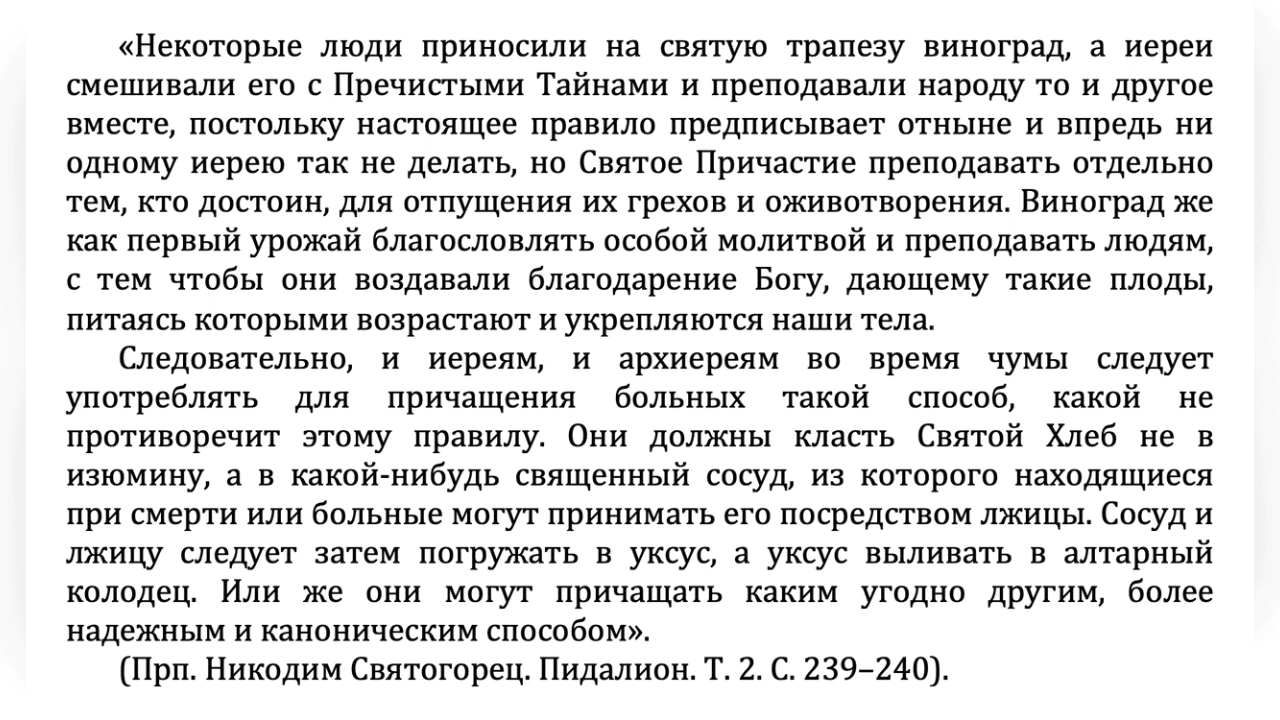 «Некоторые люди приносили на святую трапезу виноград, а иереи
смешивали его с Пречистыми Тайнами и преподавали народу то и другое
вместе, постольку настоящее правило предписывает отныне и впредь ни
одному иерею так не делать, но Святое Причастие преподавать отдельно
тем, кто достоин, для отпущения их грехов и оживотворения. Виноград же
как первый урожай благословлять особой молитвой и преподавать людям,
с тем чтобы они воздавали благодарение Богу, дающему такие плоды,
питаясь которыми возрастают и укрепляются наши тела.
Следовательно, и иереям, и архиереям во время чумы следует
употреблять для причащения больных такой способ, какой не
противоречит этому правилу. Они должны класть Святой Хлеб не в
изюмину, а в какой-нибудь священный сосуд, из которого находящиеся
при смерти или больные могут принимать его посредством лжицы. Сосуд и
лжицу следует затем погружать в уксус, а уксус выливать в алтарный
колодец. Или же они могут причащать каким угодно другим, более
надежным и каноническим способом».
(Прп. Никодим Святогорец. Пидалион. Т. 2. С. 239–240).